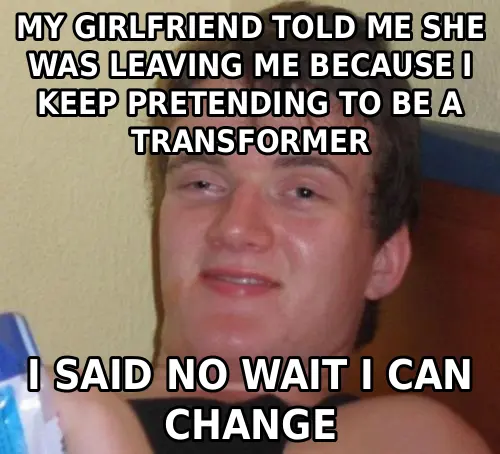 MY GIRLFRIEND TOLD ME SHE
WAS LEAVING ME BECAUSE I
KEEP PRETENDING TO BE A
TRANSFORMER
I SAID NO WAIT I CAN
CHANGE